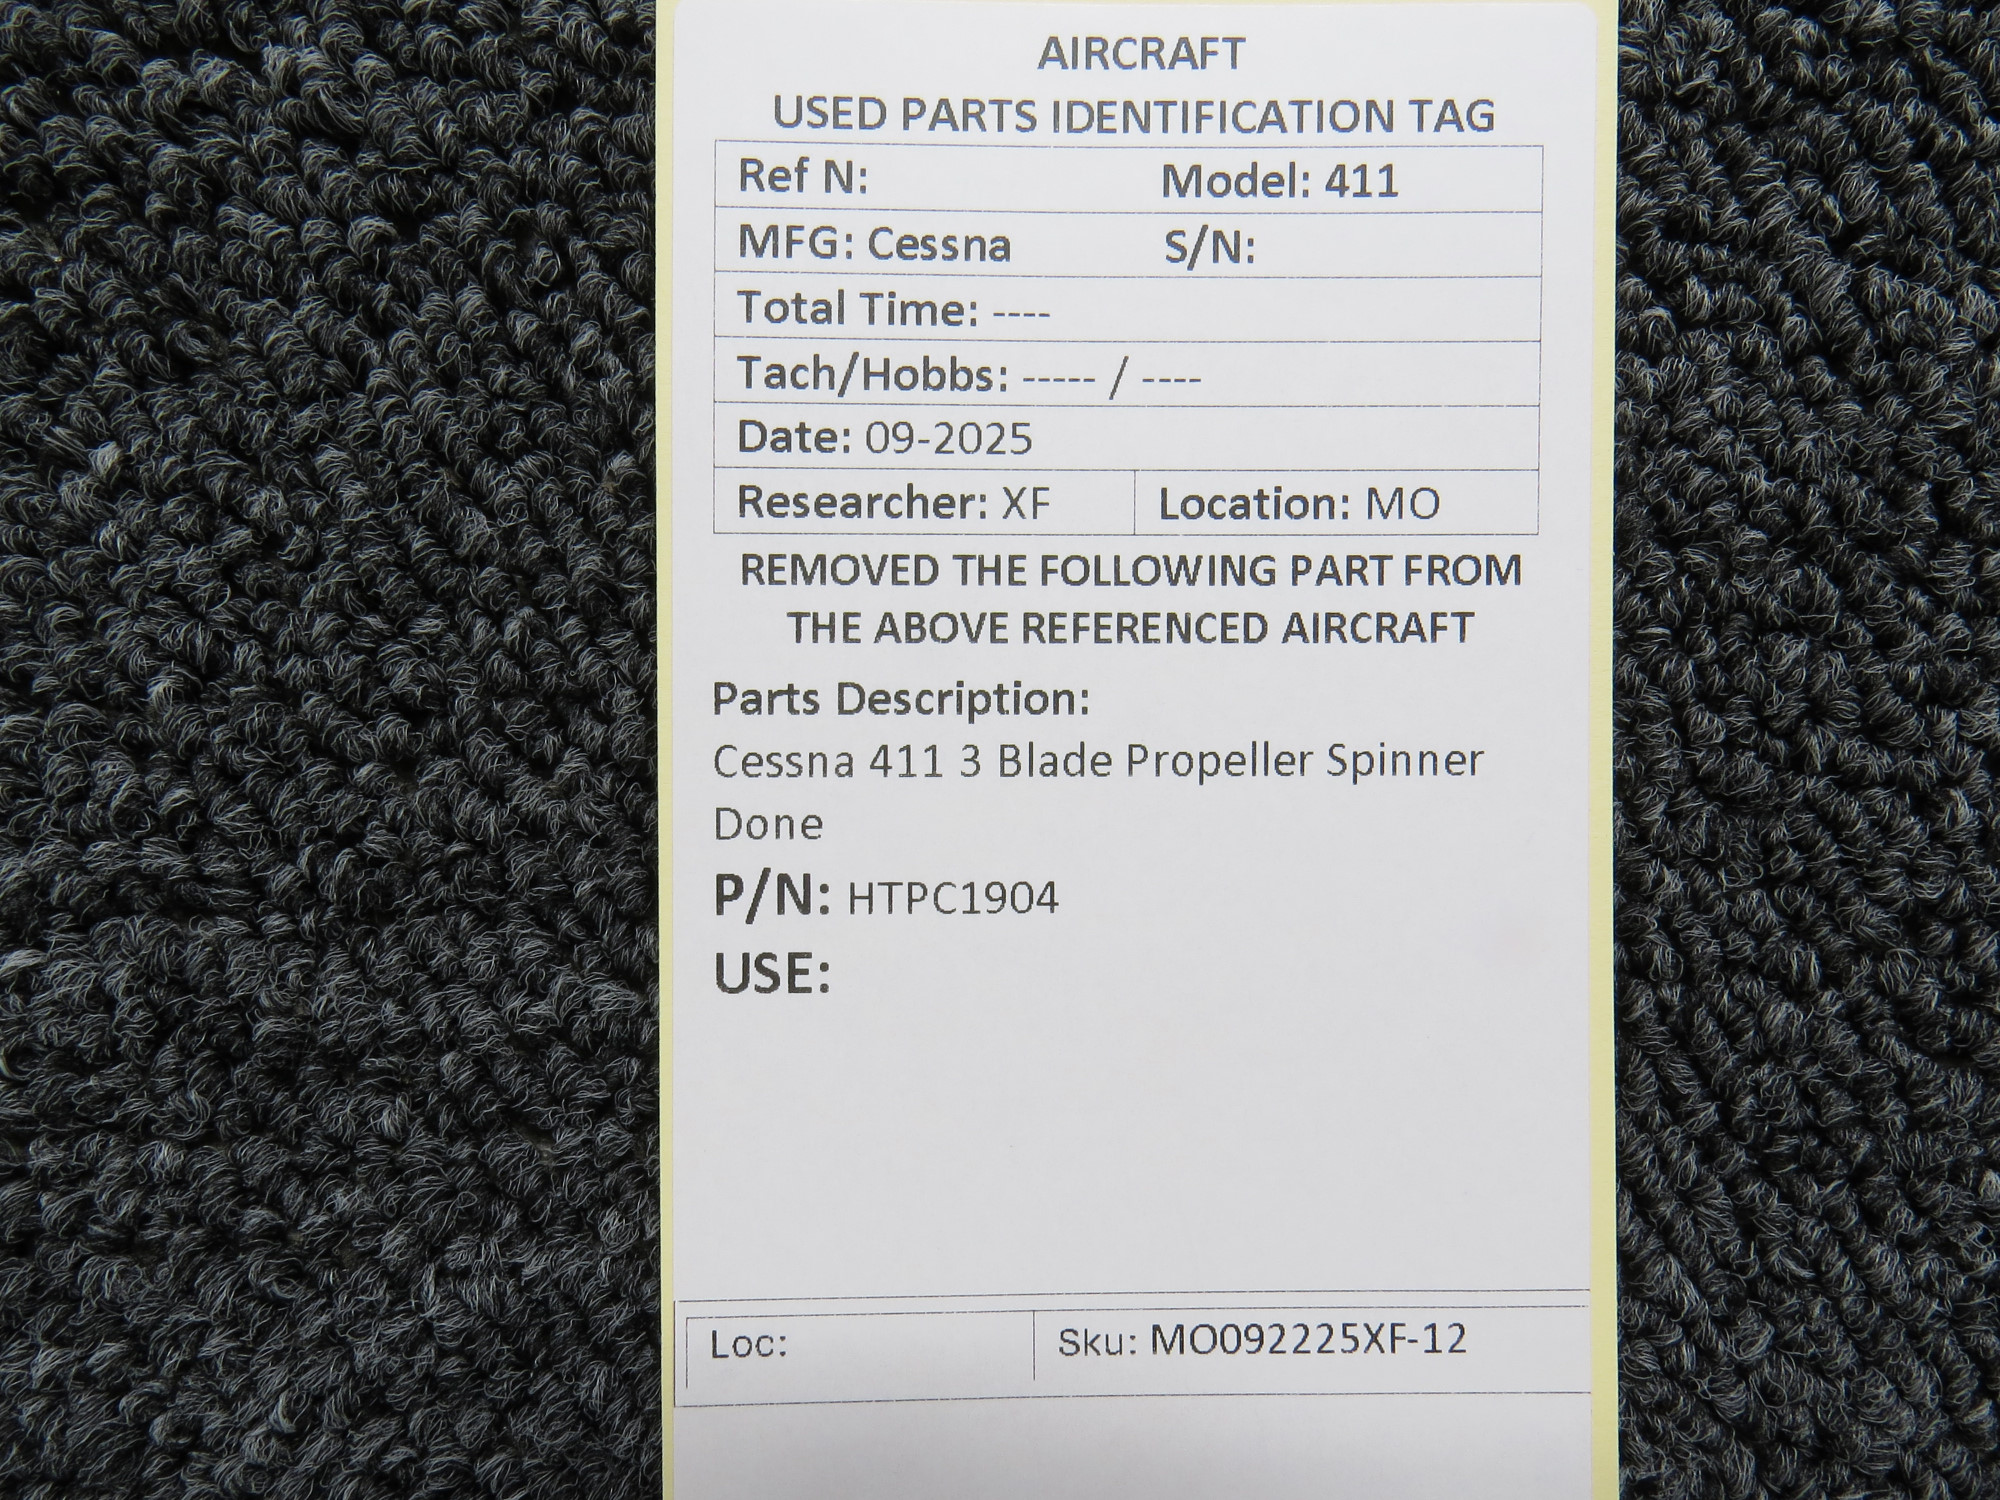 AIRCRAFT
USED PARTS IDENTIFICATION TAG
Ref N: Model: 411
MFG: Cessna S/N:
Total Time: ----
Tach/Hobbs: ----- / ----
Date: 09-2025
Researcher: XF Location: MO
REMOVED THE FOLLOWING PART FROM
THE ABOVE REFERENCED AIRCRAFT
Parts Description:
Cessna 411 3 Blade Propeller Spinner
Done
P/N: HTPC1904
USE:
Loc: Sku: MO092225XF-12